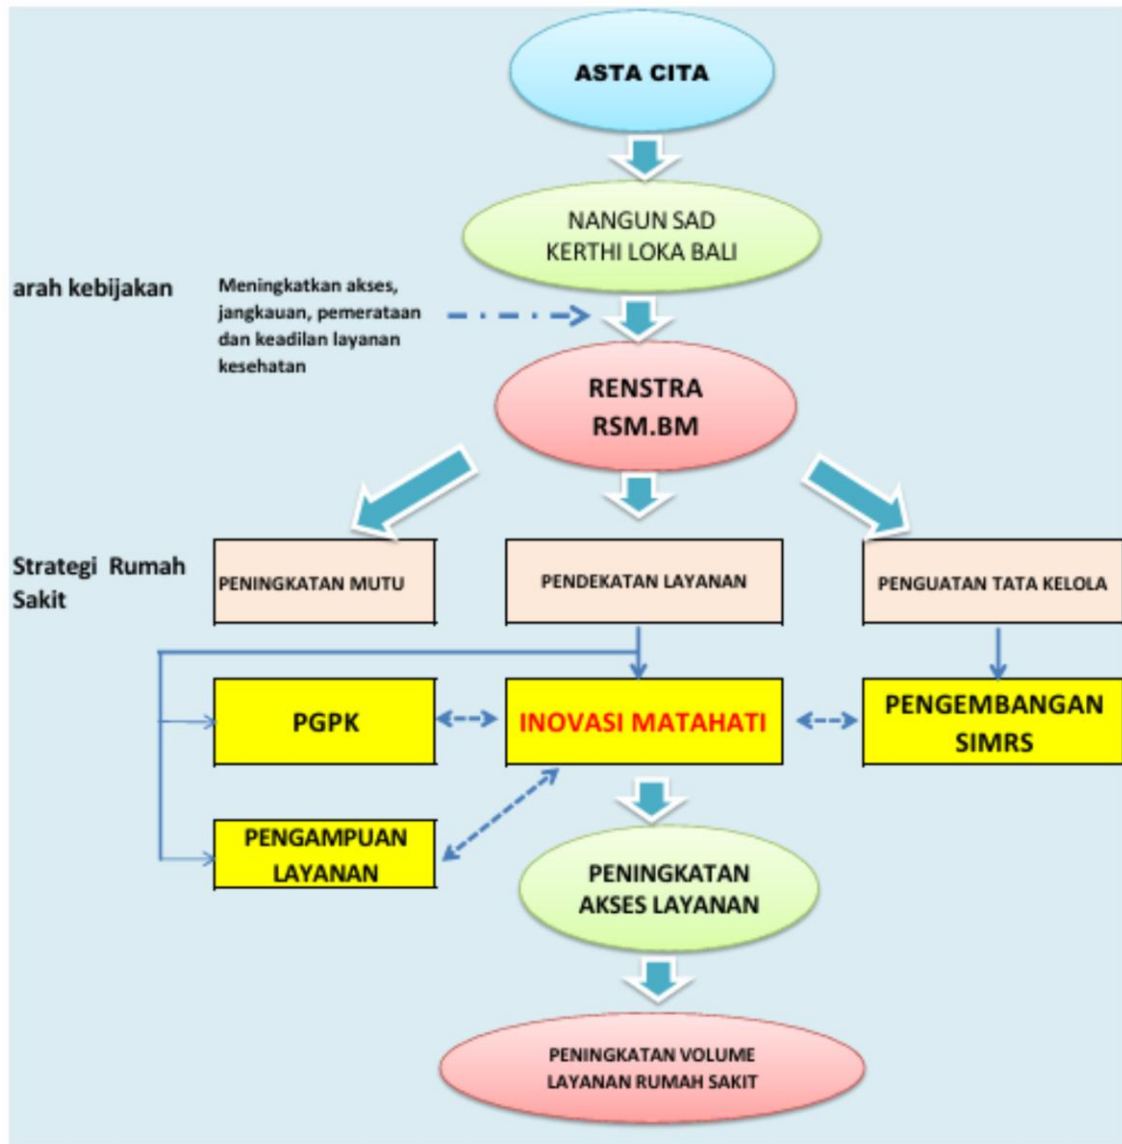 ASTA CITA
NANGUN SAD
KERTHI LOKA BALI
arah kebijakan
Meningkatkan akses,
jangkauan, pemerataan
dan keadilan layanan
kesehatan
RENSTRA
RSM.BM
Strategi Rumah
Sakit
PENINGKATAN MUTU
PENDEKATAN LAYANAN
PENGUATAN TATA KELOLA
PGPK
INOVASI MATAHATI
PENGEMBANGAN
SIMRS
PENGAMPUAN
LAYANAN
PENINGKATAN
AKSES LAYANAN
PENINGKATAN VOLUME
LAYANAN RUMAH SAKIT